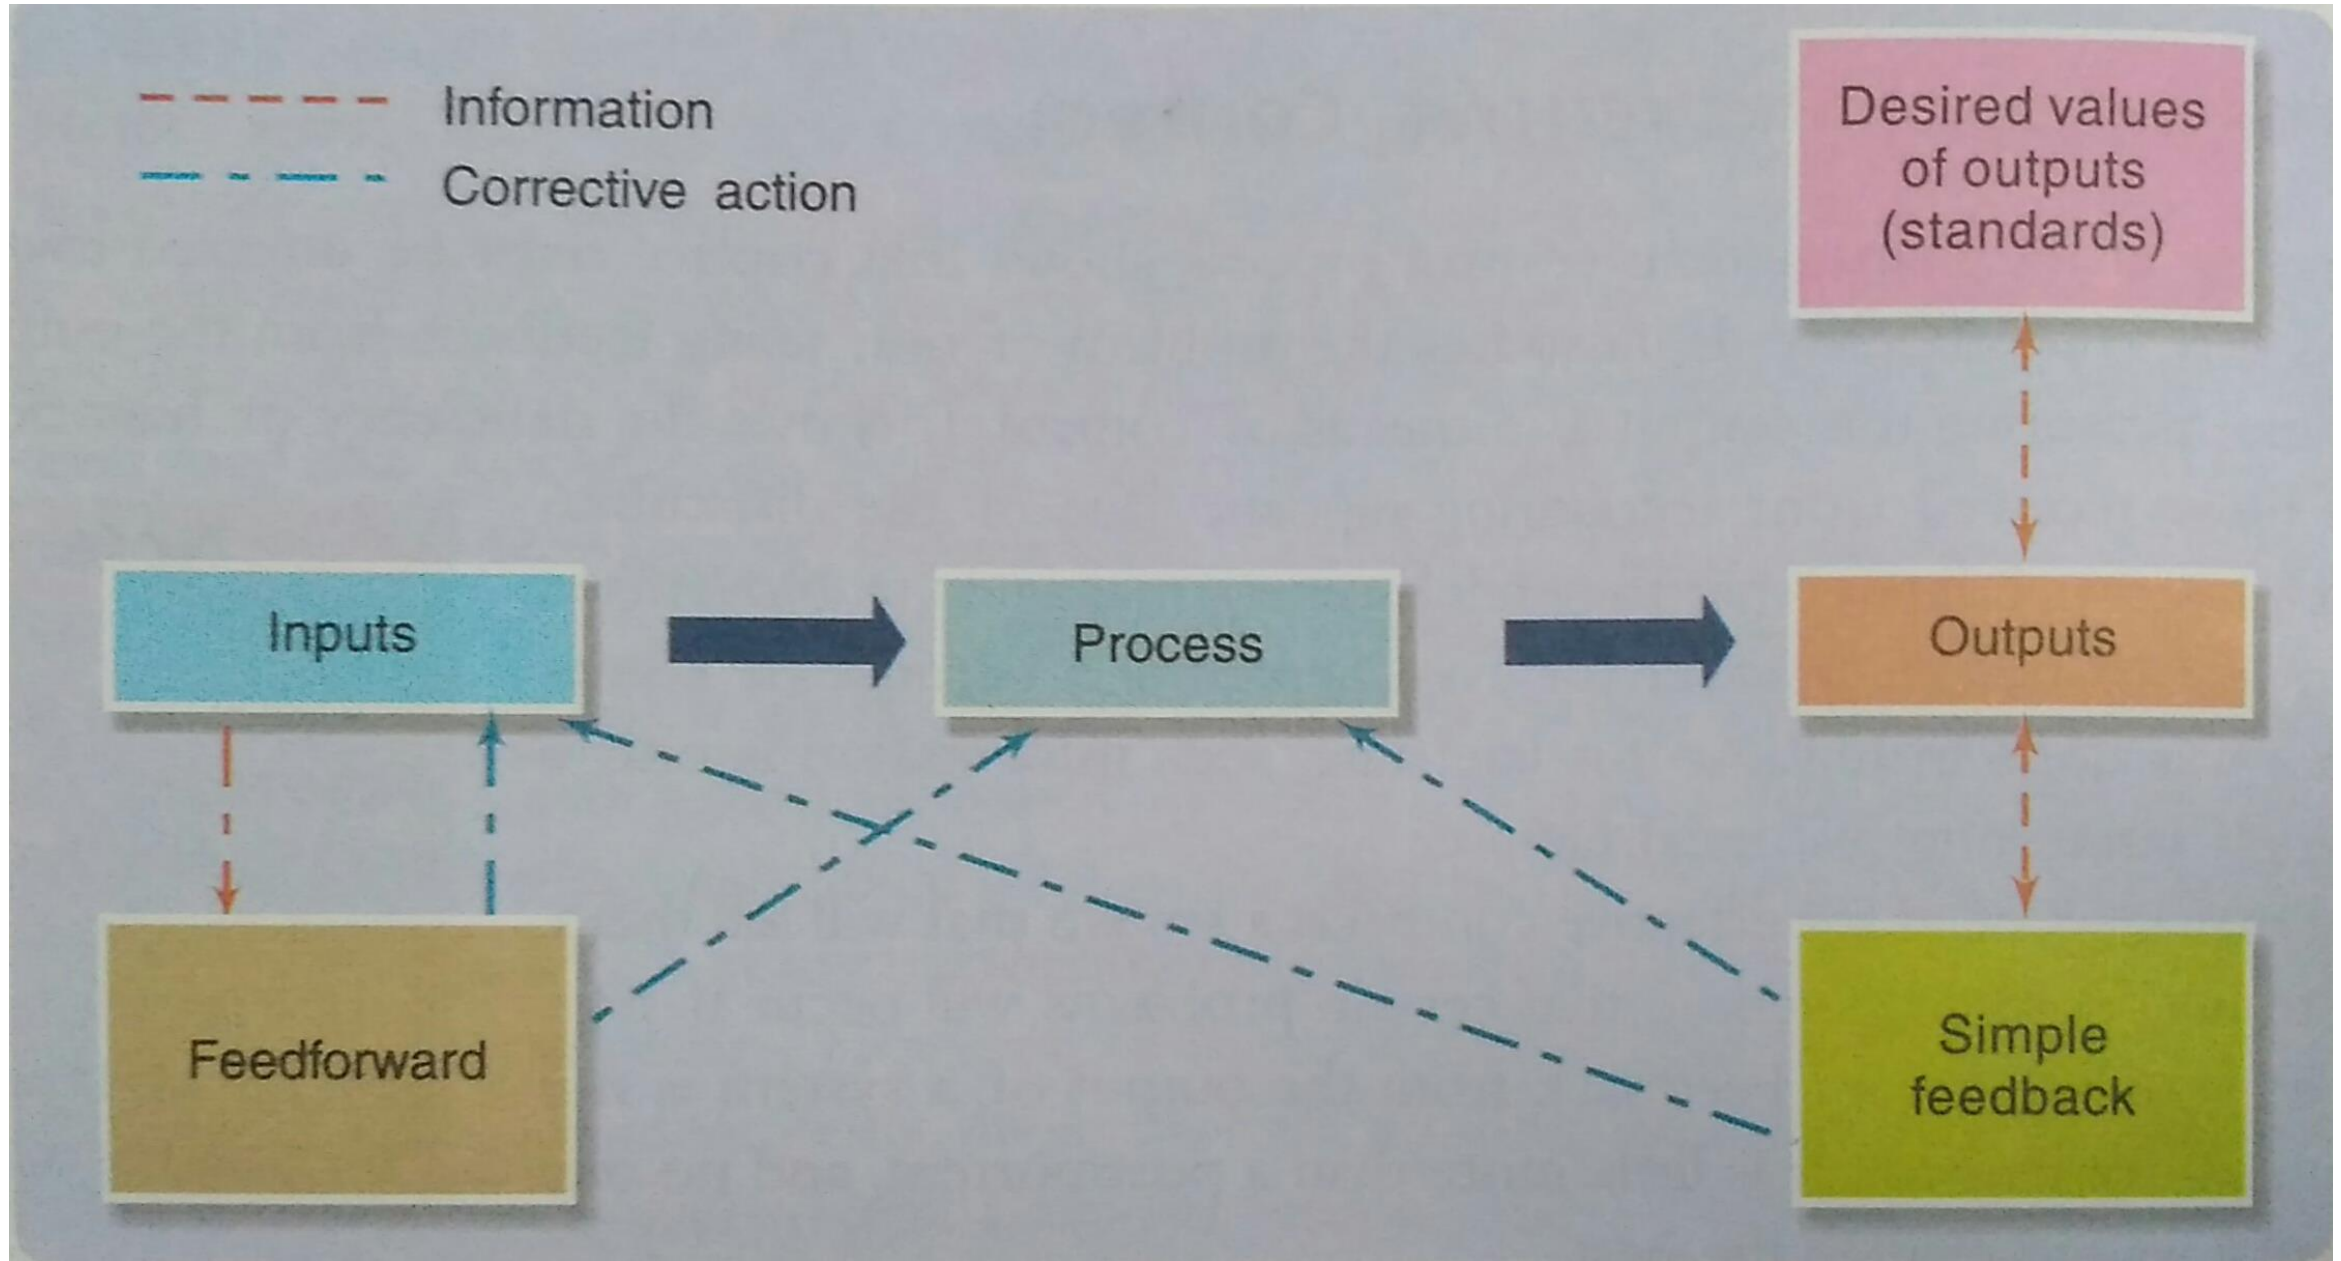 Information
Corrective action
Desired values
of outputs
(standards)
Inputs
Process
Outputs
Feedforward
Simple
feedback